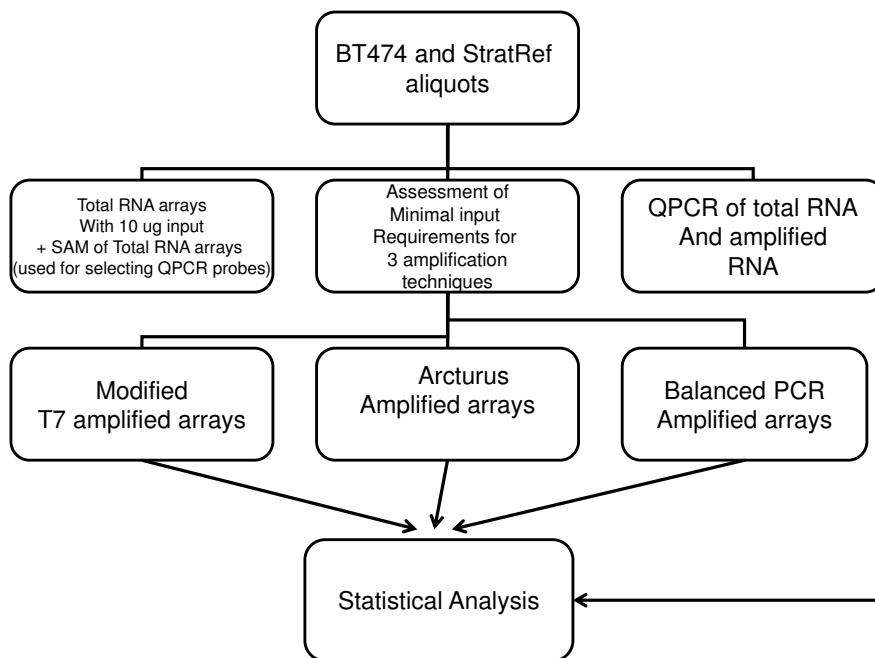 BT474 and StratRef
aliquots
Total RNA arrays
With 10 ug input
+ SAM of Total RNA arrays
(used for selecting QPCR probes)
Assessment of
Minimal input
Requirements for
3 amplification
techniques
QPCR of total RNA
And amplified
RNA
Modified
T7 amplified arrays
Arcturus
Amplified arrays
Balanced PCR
Amplified arrays
Statistical Analysis